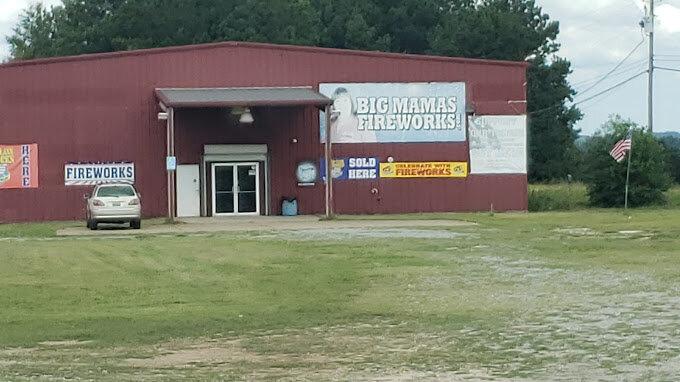 BIG MAMAS
FIREWORKS
HERE
FIREWORKS
SOLD
HERE
CELEBRATE WITH
FIREWORKS